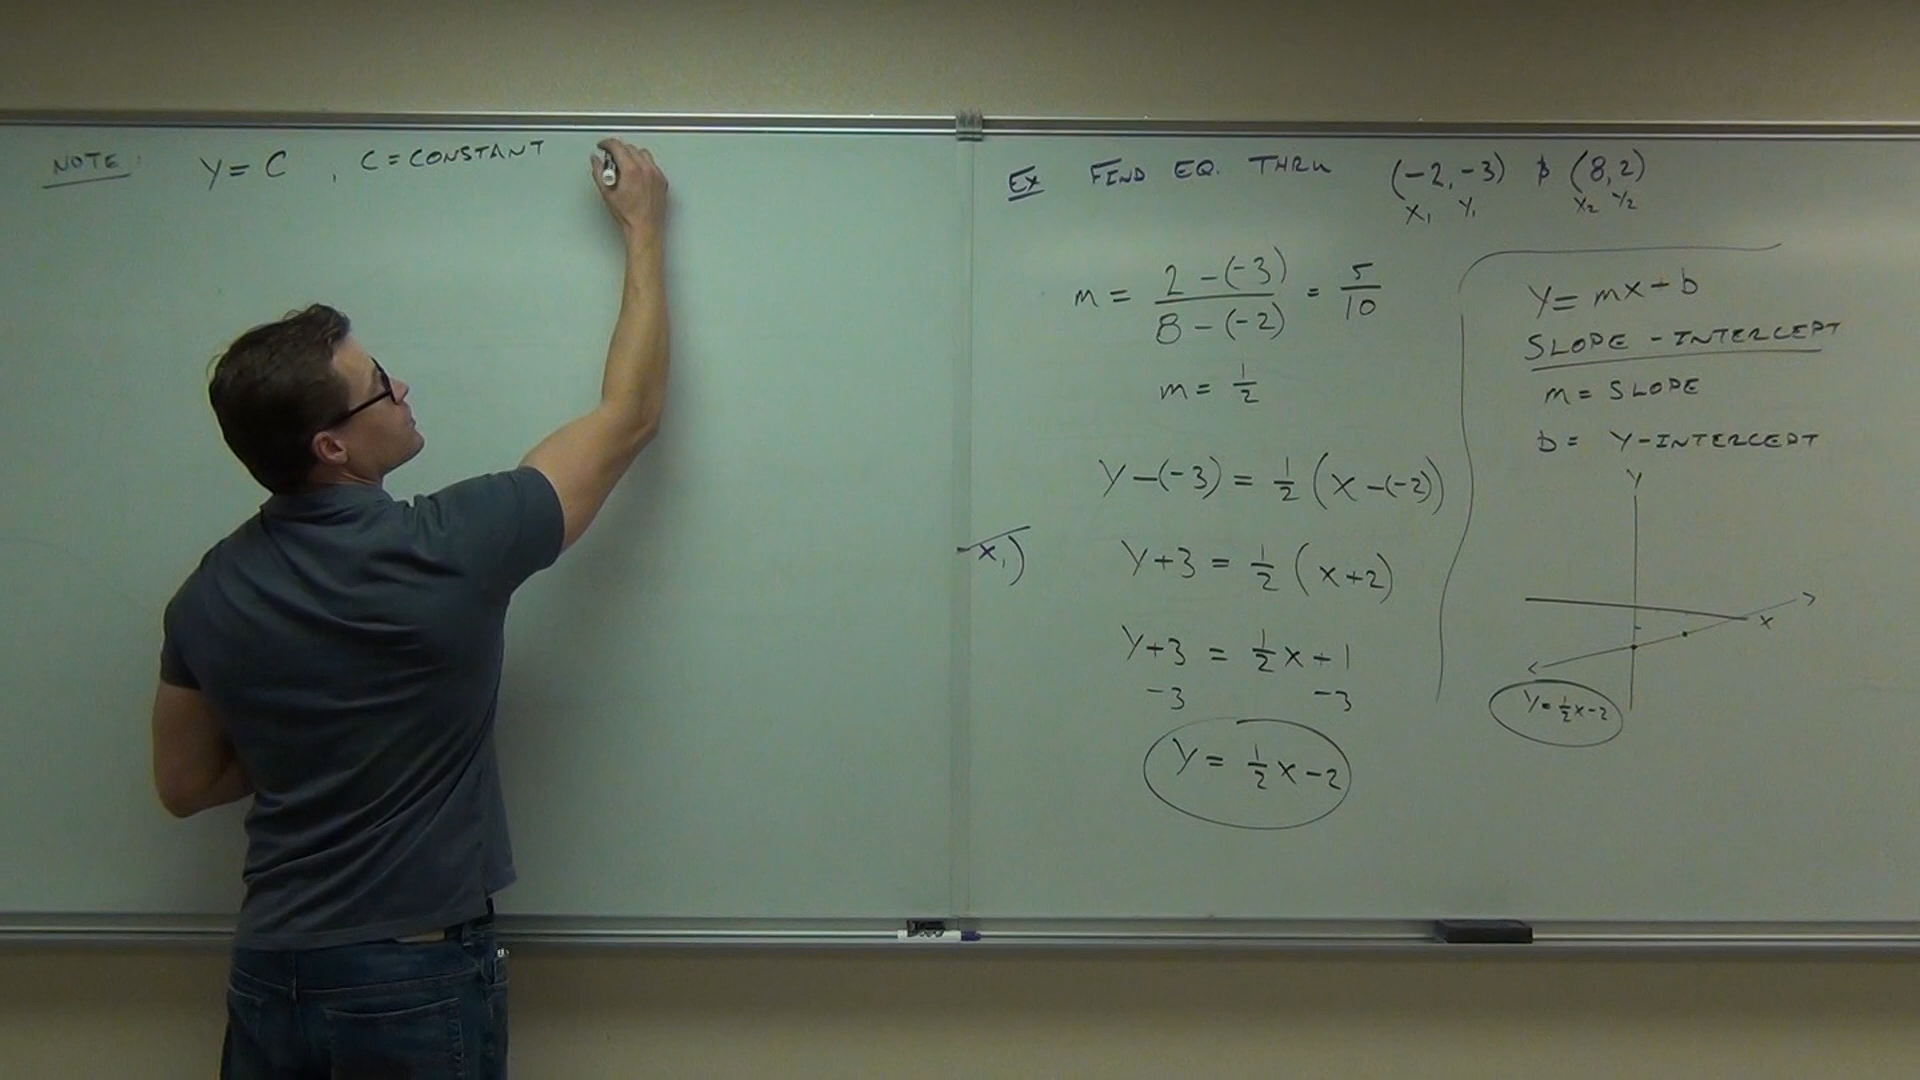 NOTE: Y = C, C = CONSTANT
EX FIND EQ. THRU (-2, -3) & (8, 2)
X₁ Y₁ X₂ Y₂
m = 2 - (-3) / 8 - (-2) = 5/10
m = 1/2
Y - (-3) = 1/2 (X - (-2))
X₁)
Y + 3 = 1/2 (X + 2)
Y + 3 = 1/2 X + 1
-3 -3
Y = 1/2 X - 2
Y = mX + b
SLOPE - INTERCEPT
m = SLOPE
b = Y-INTERCEPT
Y
X
Y = 1/2 X - 2